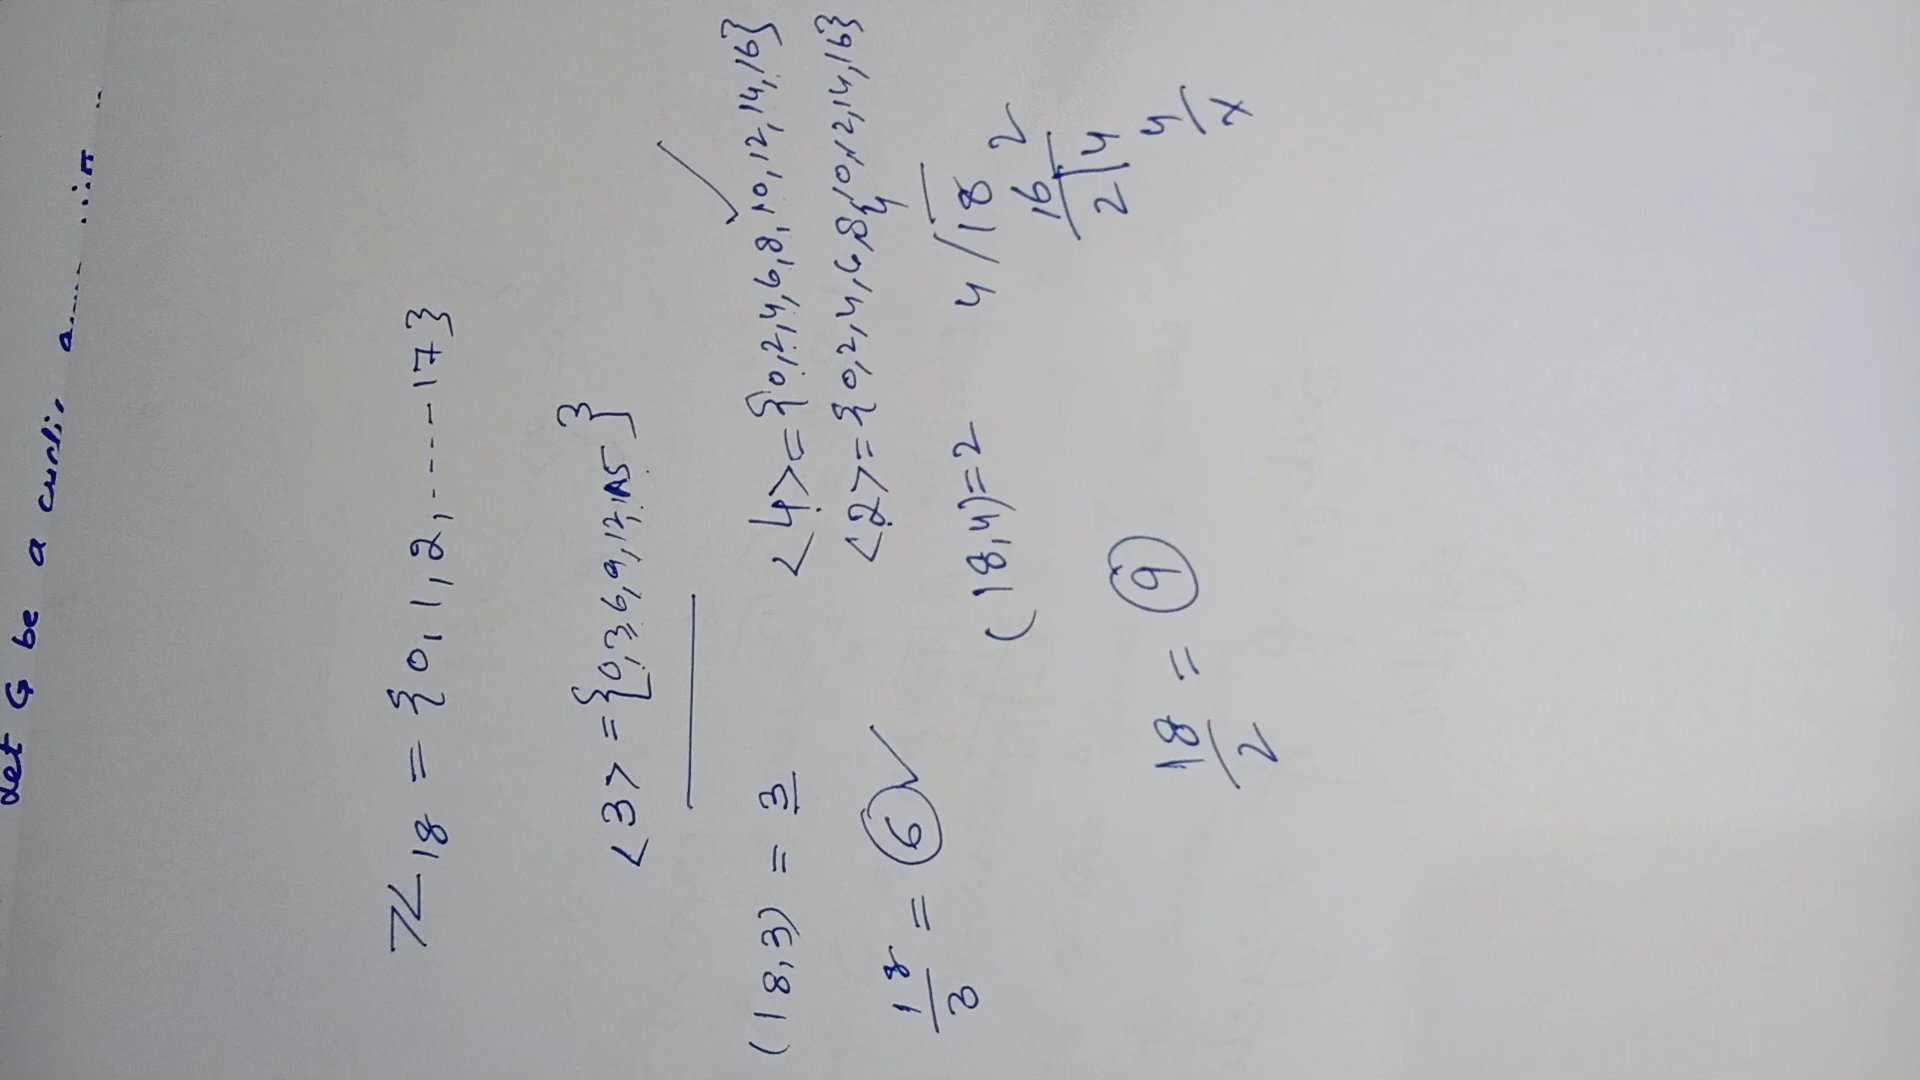 Let G be a
Z18 = {0,1,2,-----17}
<3> = {0,3,6,9,12,15}
(18,3) = 3
18/3 = 6
<4> = {0,2,4,6,8,10,12,14,16}
<2> = {0,2,4,6,8,10,12,14,16}
(18,4)=2
4/18
16 2
2/4
4
x
18/2 = 9